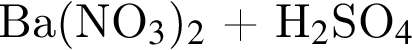 Ba(NO₃)₂ + H₂SO₄